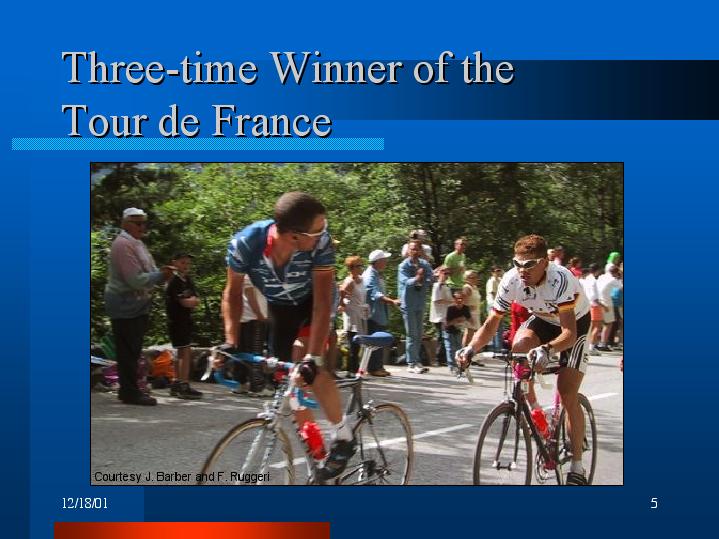 Three-time Winner of the
Tour de France
Courtesy J. Barber and F. Ruggeri
12/18/01
5